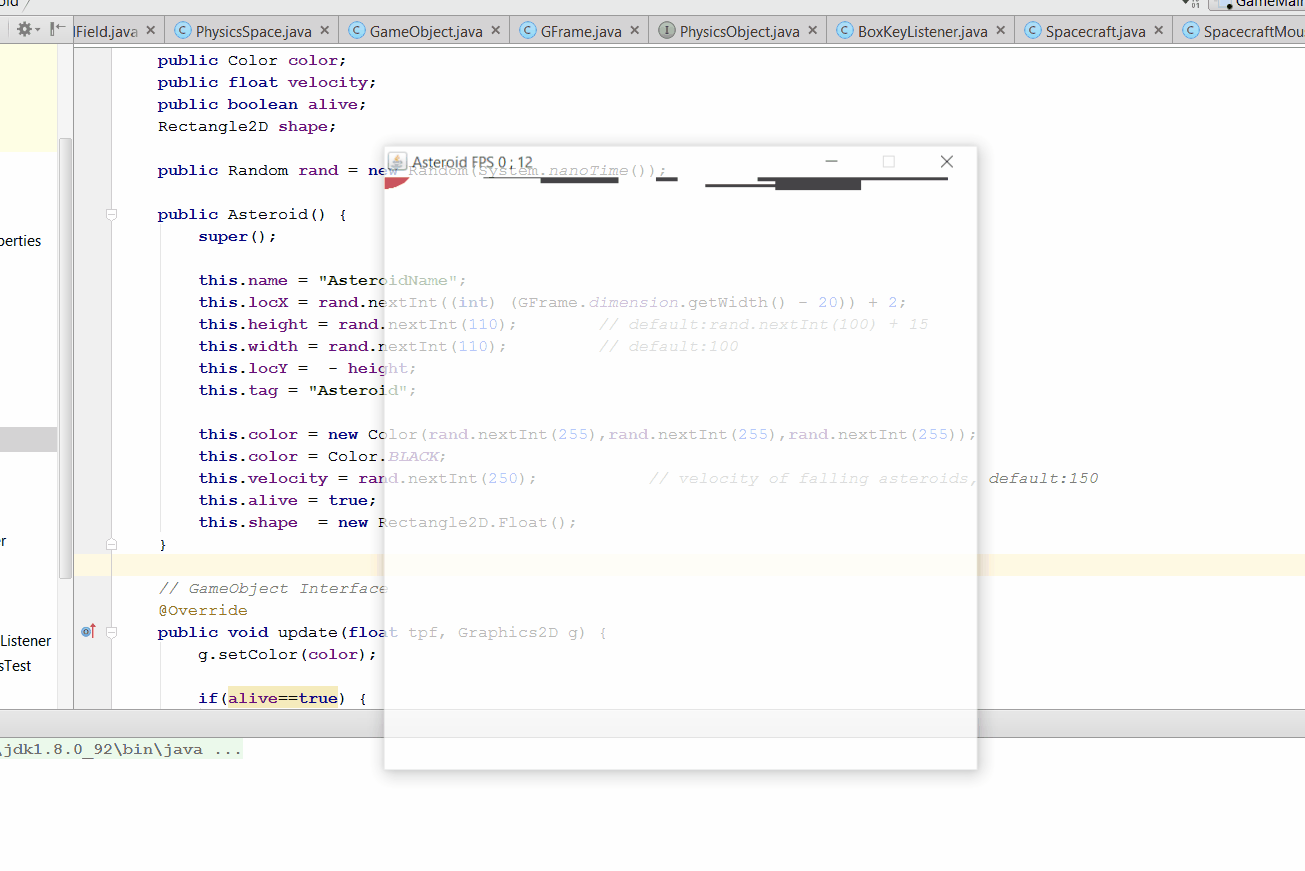 oid
GameMain
lField.java
PhysicsSpace.java
GameObject.java
GFrame.java
PhysicsObject.java
BoxKeyListener.java
Spacecraft.java
SpacecraftMou
public Color color;
public float velocity;
public boolean alive;
Rectangle2D shape;
Asteroid FPS 0 ; 12
public Random rand = new Random(System.nanoTime());
public Asteroid() {
super();
perties
this.name = "AsteroidName";
this.locX = rand.nextInt((int) (GFrame.dimension.getWidth() - 20)) + 2;
this.height = rand.nextInt(110); // default:rand.nextInt(100) + 15
this.width = rand.nextInt(110); // default:100
this.locY = - height;
this.tag = "Asteroid";
this.color = new Color(rand.nextInt(255),rand.nextInt(255),rand.nextInt(255));
this.color = Color.BLACK;
this.velocity = rand.nextInt(250); // velocity of falling asteroids, default:150
this.alive = true;
this.shape = new Rectangle2D.Float();
r
}
// GameObject Interface
@Override
public void update(float tpf, Graphics2D g) {
Listener
g.setColor(color);
sTest
if(alive==true) {
\jdk1.8.0_92\bin\java ...